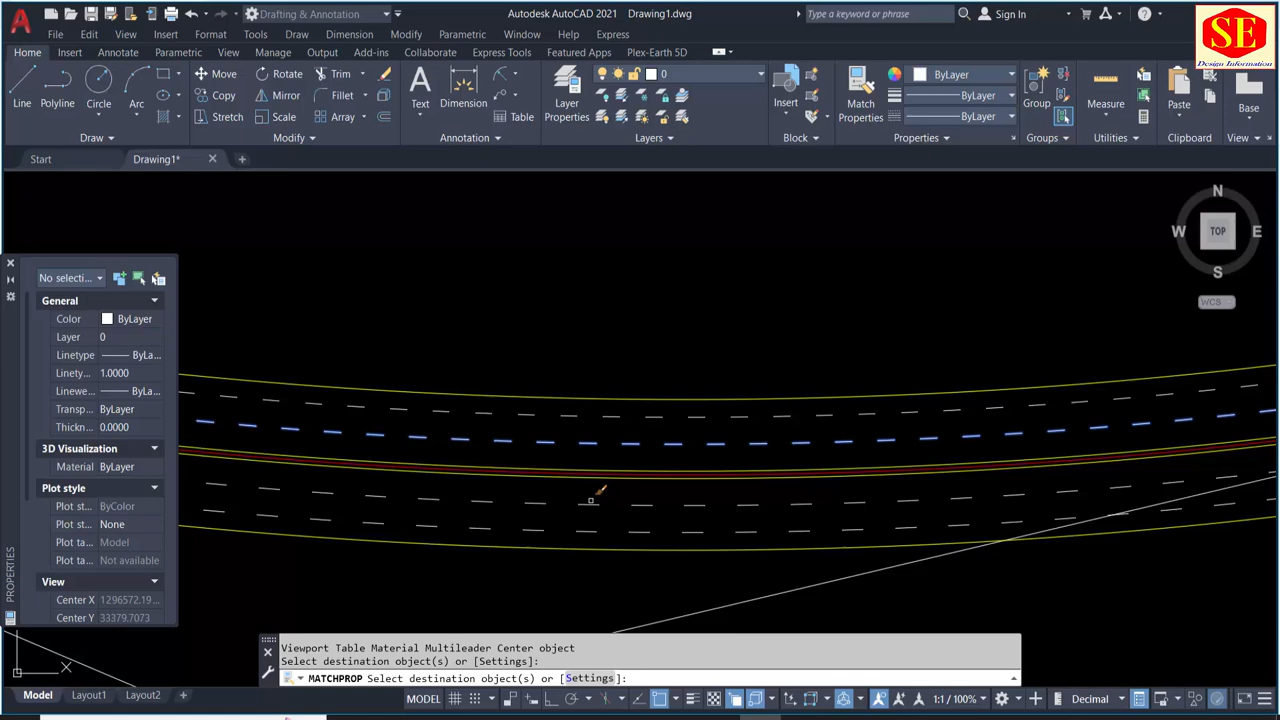 Drafting & Annotation
Autodesk AutoCAD 2021 Drawing1.dwg
Type a keyword or phrase
Sign In
SE
Design Information
File Edit View Insert Format Tools Draw Dimension Modify Parametric Window Help Express
Home Insert Annotate Parametric View Manage Output Add-ins Collaborate Express Tools Featured Apps Plex-Earth 5D
Move Rotate Trim 0 ByLayer
Line Polyline Circle Arc Copy Mirror Fillet Text Dimension Layer Properties Insert Match Properties ByLayer Group Measure Paste Base
Stretch Scale Array Table ByLayer
Draw Modify Annotation Layers Block Properties Groups Utilities Clipboard View
Start Drawing1*
N
W TOP E
S
WCS
No selecti...
General
Color ByLayer
Layer 0
Linetype ByLa...
Linety... 1.0000
Linewe... ByLa...
Transp... ByLayer
Thickn... 0.0000
3D Visualization
Material ByLayer
Plot style
Plot st... ByColor
Plot st... None
Plot ta... Model
Plot ta... Not available
View
Center X 1296572.19 ...
Center Y 33379.7073
PROPERTIES
X
Viewport Table Material Multileader Center object
Select destination object(s) or [Settings]:
MATCHPROP Select destination object(s) or [Settings]:
Model Layout1 Layout2
MODEL 1:1 / 100% Decimal